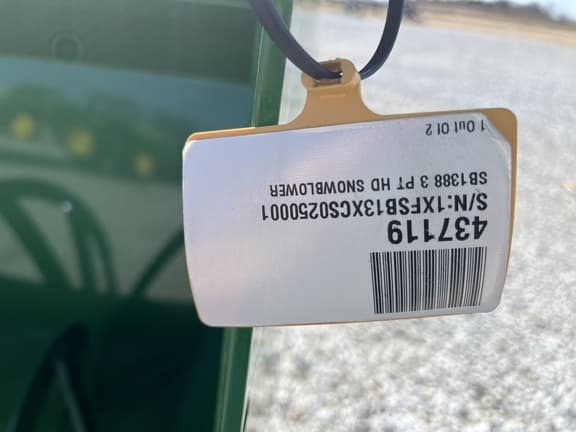 437119
S/N:1XFSB13XCS0250001
SB1388 3 PT HD SNOWBLOWER
1 Out Of 2